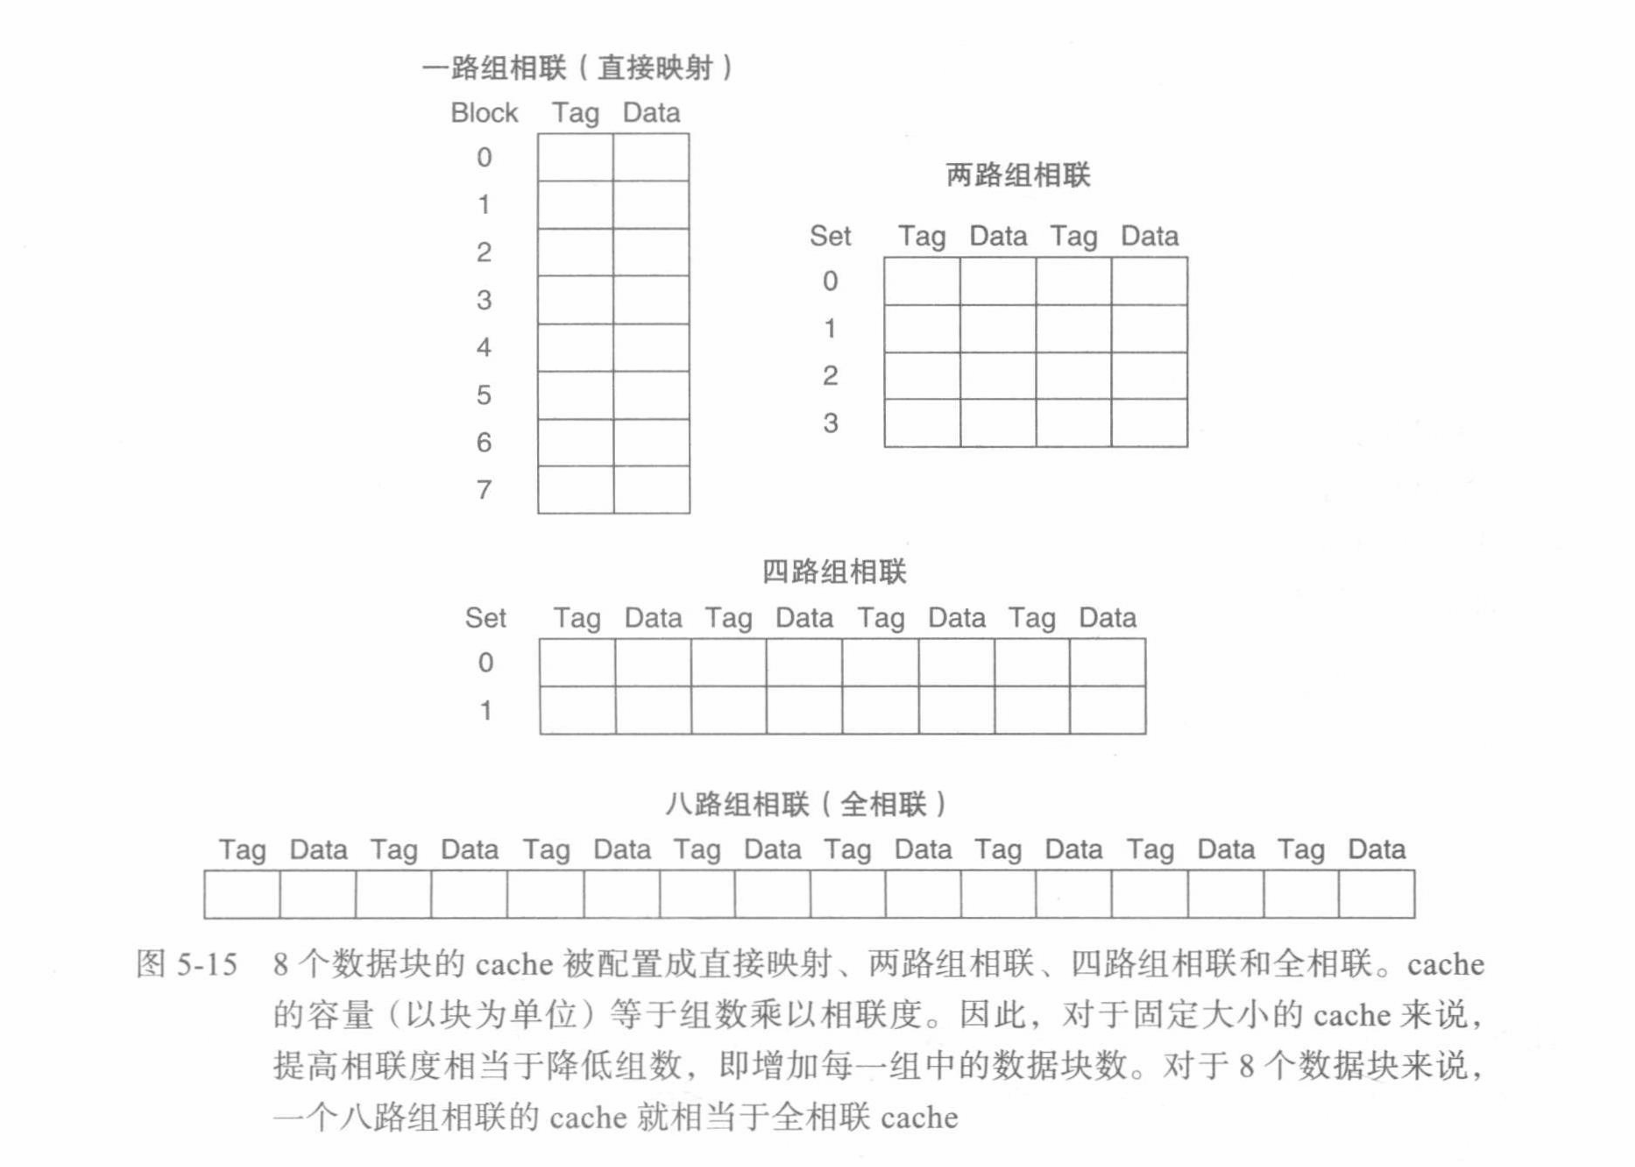 一路组相联（直接映射）
Block Tag Data
0
1
2
3
4
5
6
7
两路组相联
Set Tag Data Tag Data
0
1
2
3
四路组相联
Set Tag Data Tag Data Tag Data Tag Data
0
1
八路组相联（全相联）
Tag Data Tag Data Tag Data Tag Data Tag Data Tag Data Tag Data Tag Data
图 5-15 8 个数据块的 cache 被配置成直接映射、两路组相联、四路组相联和全相联。cache
的容量（以块为单位）等于组数乘以相联度。因此，对于固定大小的 cache 来说，
提高相联度相当于降低组数，即增加每一组中的数据块数。对于 8 个数据块来说，
一个八路组相联的 cache 就相当于全相联 cache